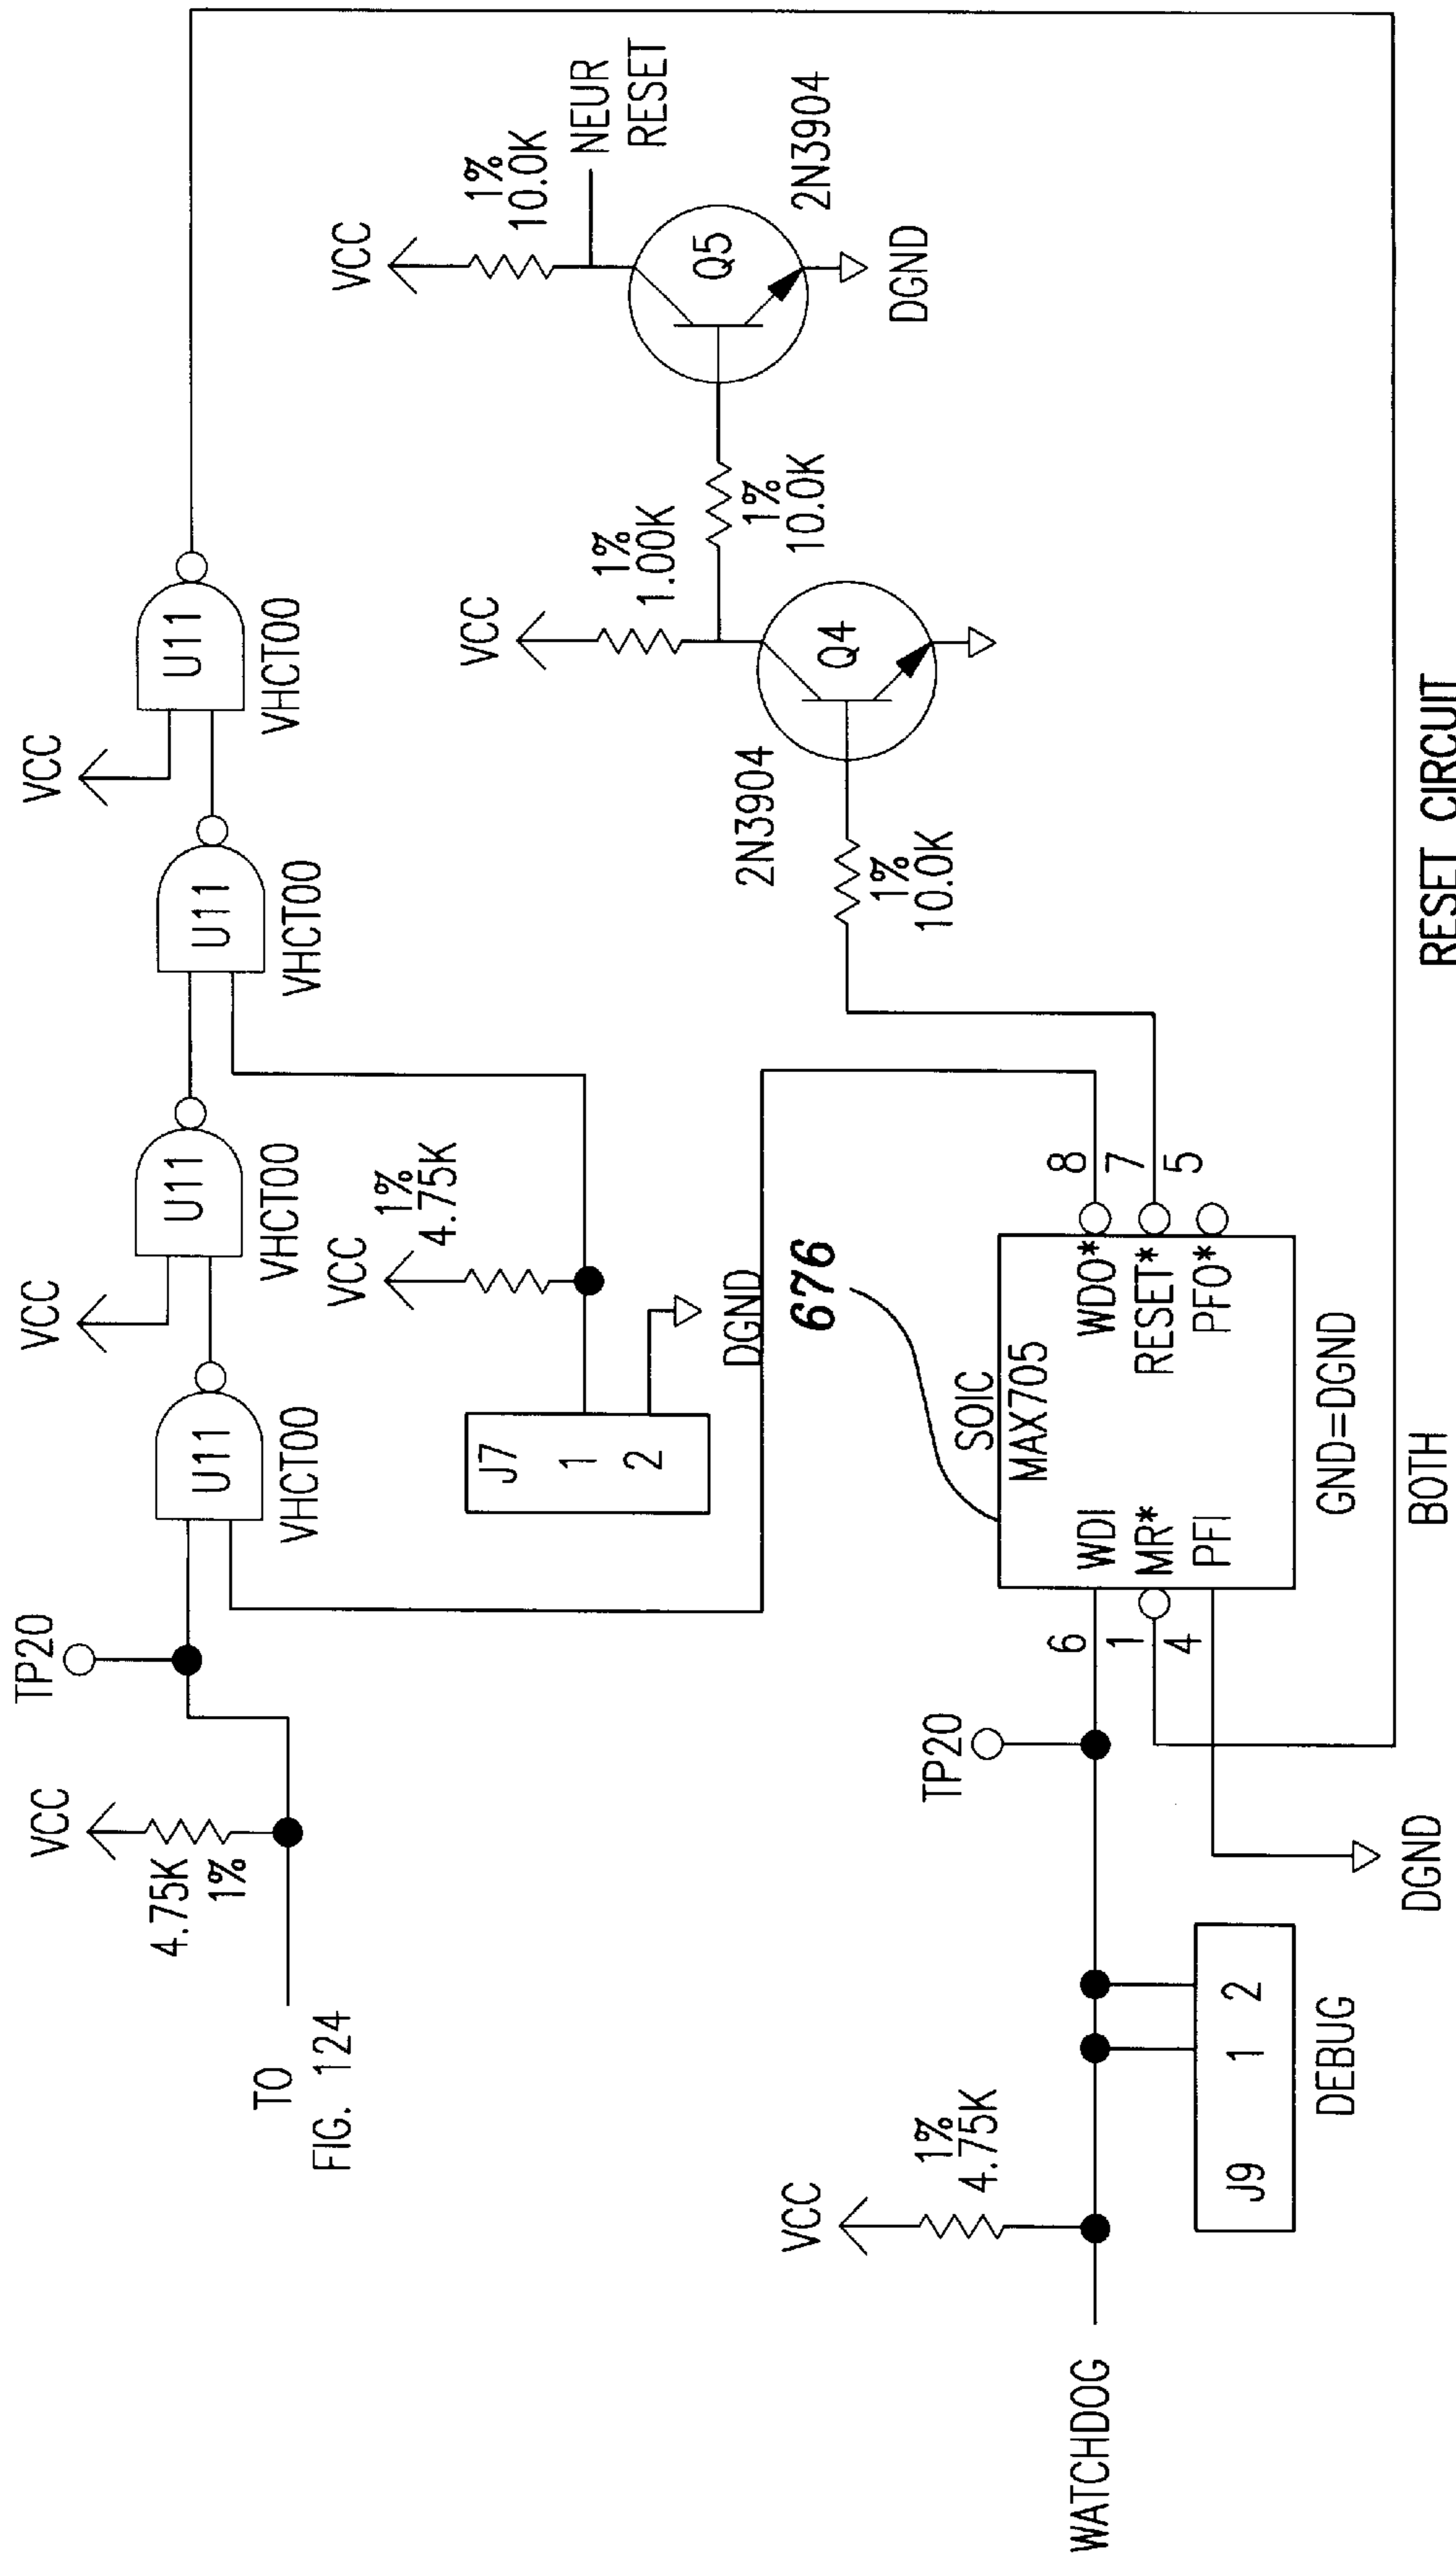 TO
FIG. 124
VCC
4.75K
1%
TP20
U11
VHCT00
VCC
U11
VHCT00
U11
VHCT00
VCC
U11
VHCT00
J7
1
2
VCC
1%
4.75K
DGND
VCC
1%
1.00K
1%
10.0K
VCC
1%
10.0K
NEUR
RESET
Q5
2N3904
DGND
Q4
2N3904
1%
10.0K
676
SOIC
MAX705
WDI
MR*
PFI
WDO*
RESET*
PFO*
6
1
4
8
7
5
GND=DGND
BOTH
TP20
DGND
WATCHDOG
VCC
1%
4.75K
J9
1
2
DEBUG
RESET CIRCUIT